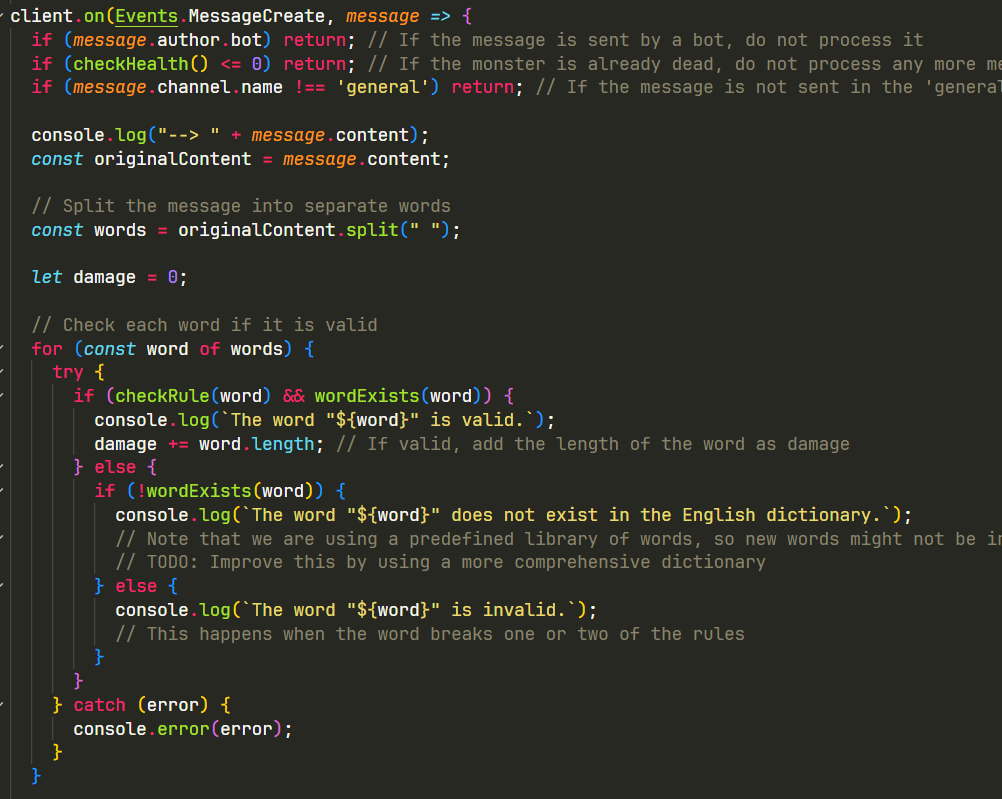 client.on(Events.MessageCreate, message => {
  if (message.author.bot) return; // If the message is sent by a bot, do not process it
  if (checkHealth() <= 0) return; // If the monster is already dead, do not process any more me
  if (message.channel.name !== 'general') return; // If the message is not sent in the 'general

  console.log("--> " + message.content);
  const originalContent = message.content;

  // Split the message into separate words
  const words = originalContent.split(" ");

  let damage = 0;

  // Check each word if it is valid
  for (const word of words) {
    try {
      if (checkRule(word) && wordExists(word)) {
        console.log(`The word "${word}" is valid.`);
        damage += word.length; // If valid, add the length of the word as damage
      } else {
        if (!wordExists(word)) {
          console.log(`The word "${word}" does not exist in the English dictionary.`);
          // Note that we are using a predefined library of words, so new words might not be in
          // TODO: Improve this by using a more comprehensive dictionary
        } else {
          console.log(`The word "${word}" is invalid.`);
          // This happens when the word breaks one or two of the rules
        }
      }
    } catch (error) {
      console.error(error);
    }
  }